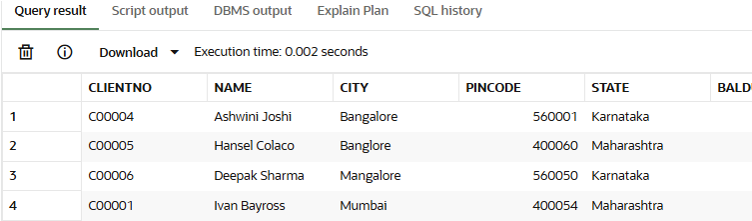 Query result Script output DBMS output Explain Plan SQL history
Download Execution time: 0.002 seconds
CLIENTNO NAME CITY PINCODE STATE BALD
1 C00004 Ashwini Joshi Bangalore 560001 Karnataka
2 C00005 Hansel Colaco Banglore 400060 Maharashtra
3 C00006 Deepak Sharma Mangalore 560050 Karnataka
4 C00001 Ivan Bayross Mumbai 400054 Maharashtra